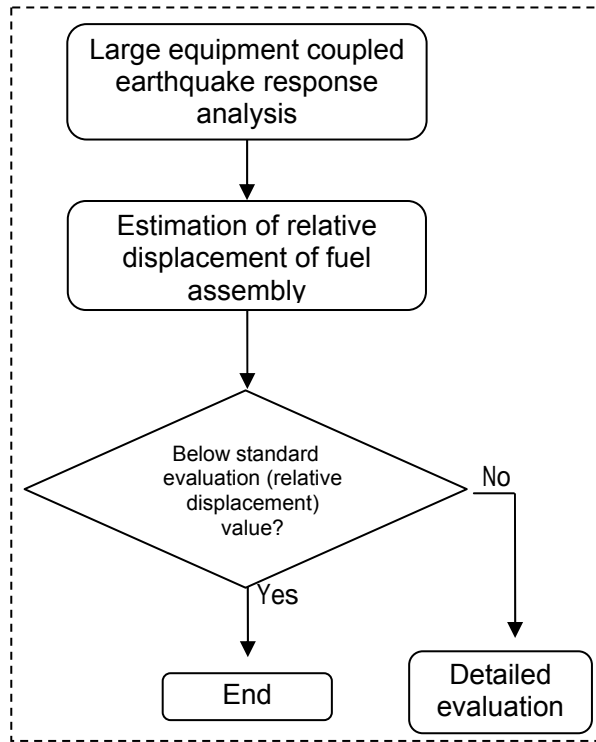 Large equipment coupled
earthquake response
analysis
Estimation of relative
displacement of fuel
assembly
Below standard
evaluation (relative
displacement)
value?
No
Yes
End
Detailed
evaluation